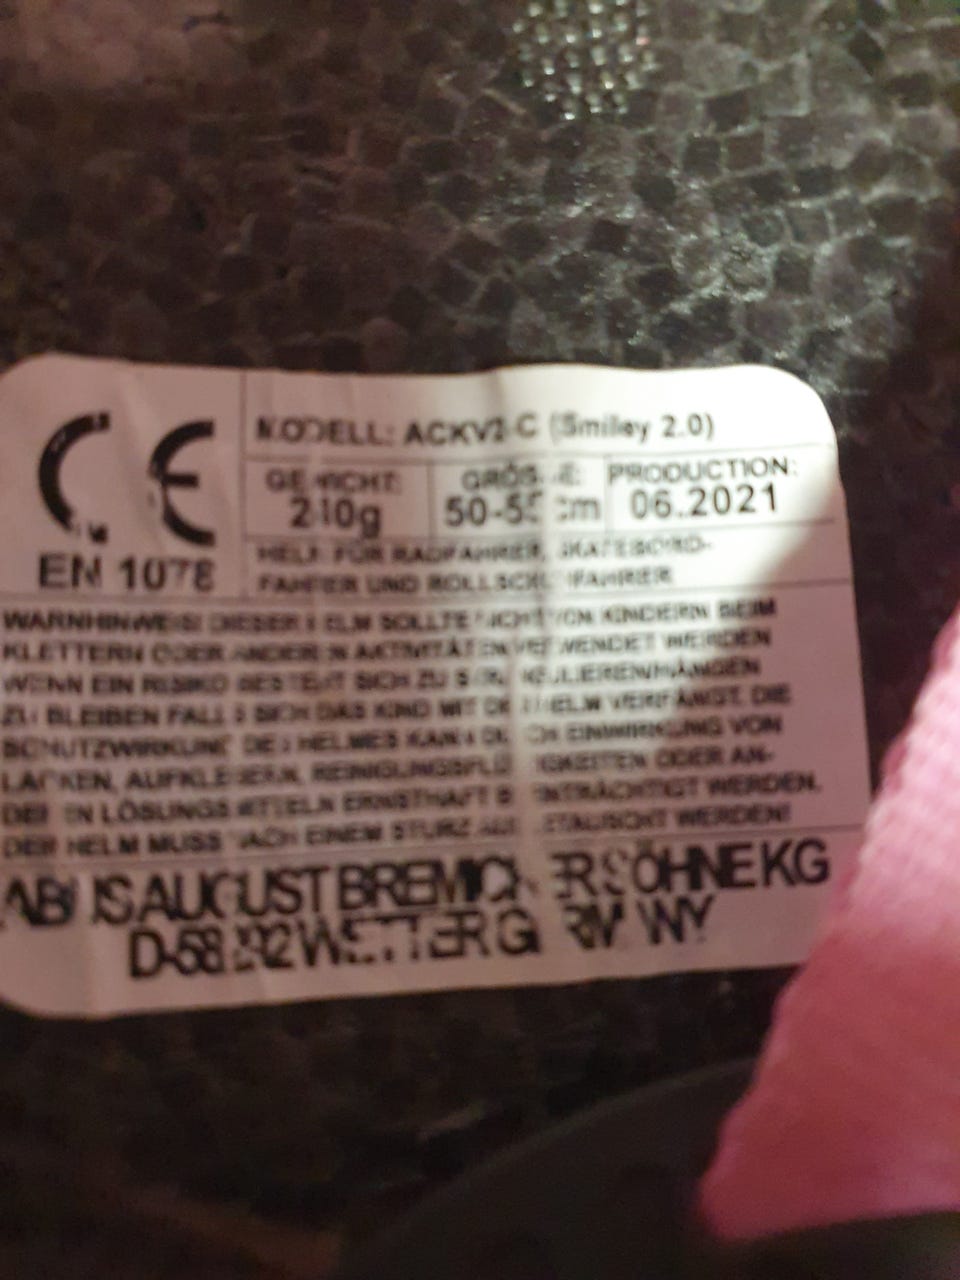 CE
EN 1078
MODELL: ACKV2-C (Smiley 2.0)
GEWICHT:
210g
GRÖSSE:
50-55 cm
PRODUCTION:
06.2021
HELM FÜR RADFAHRER, SKATEBORD-
FAHRER UND ROLLSCHUHFAHRER
WARNHINWEIS! DIESER HELM SOLLTE NICHT VON KINDERN BEIM
KLETTERN ODER ANDEREN AKTIVITÄTEN VERWENDET WERDEN
WENN EIN RISIKO BESTEHT SICH ZU STRANGULIEREN/HÄNGEN
ZU BLEIBEN FALLS SICH DAS KIND MIT DEM HELM VERFÄNGT. DIE
SCHUTZWIRKUNG DES HELMES KANN DURCH EINWIRKUNG VON
LACKEN, AUFKLEBERN, REINIGUNGSFLÜSSIGKEITEN ODER AN-
DEREN LÖSUNGSMITTELN ERNSTHAFT BEEINTRÄCHTIGT WERDEN.
DER HELM MUSS NACH EINEM STURZ AUSGETAUSCHT WERDEN!
ABUS AUGUST BREMICKER SÖHNE KG
D-58292 WETTER GERMANY